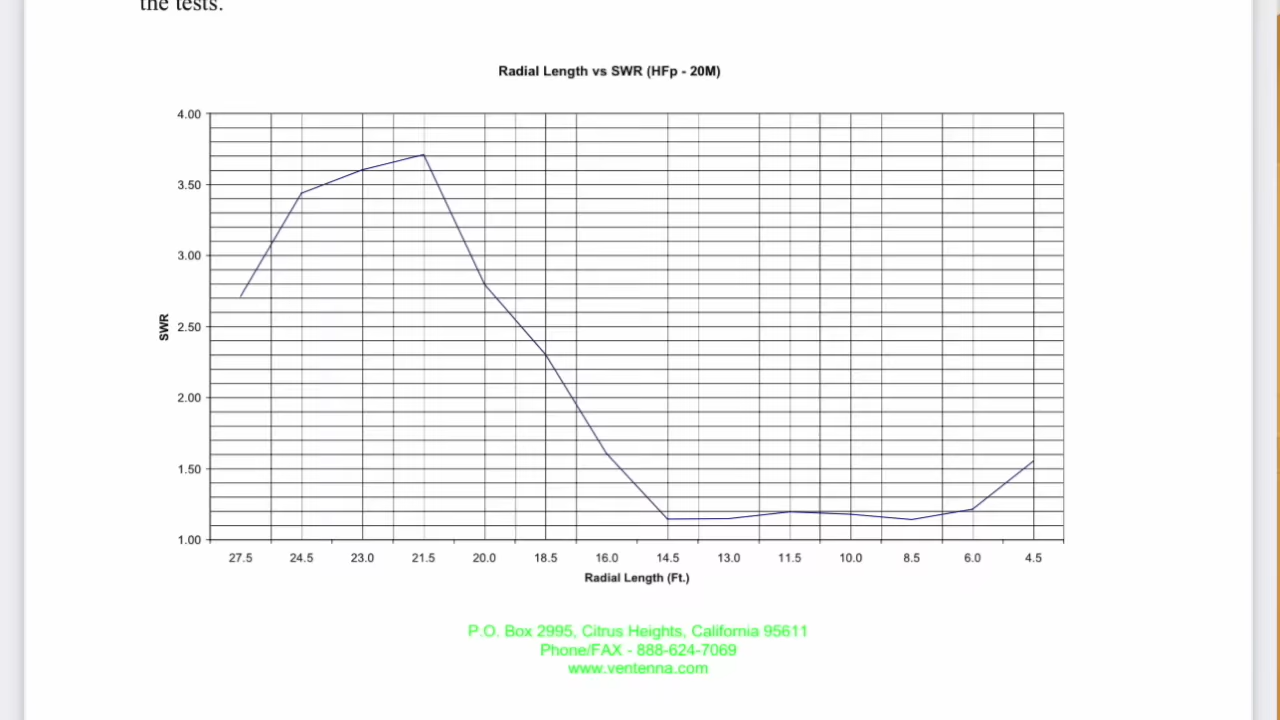 the tests.
Radial Length vs SWR (HFp - 20M)
4.00
3.50
3.00
2.50
2.00
1.50
1.00
SWR
27.5 24.5 23.0 21.5 20.0 18.5 16.0 14.5 13.0 11.5 10.0 8.5 6.0 4.5
Radial Length (Ft.)
P.O. Box 2995, Citrus Heights, California 95611
Phone/FAX - 888-624-7069
www.ventenna.com